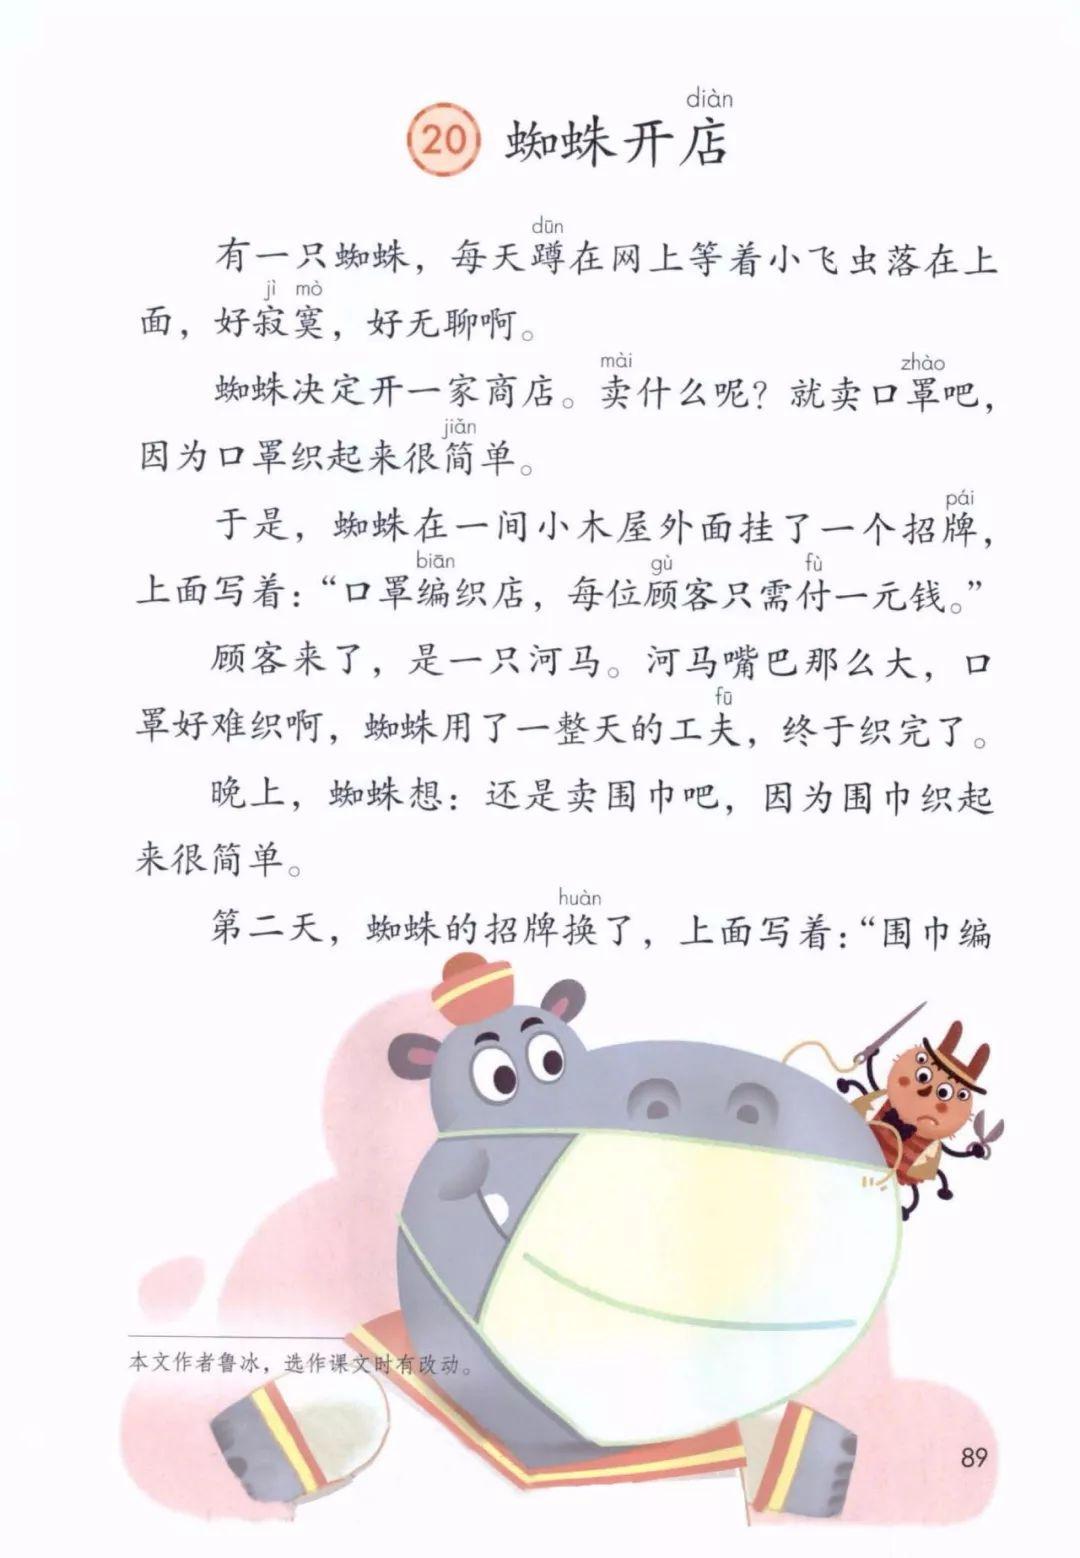 diàn
20 蜘蛛开店
dūn
有一只蜘蛛，每天蹲在网上等着小飞虫落在上
jì mò
面，好寂寞，好无聊啊。
mài zhào
蜘蛛决定开一家商店。卖什么呢？就卖口罩吧，
jiǎn
因为口罩织起来很简单。
pái
于是，蜘蛛在一间小木屋外面挂了一个招牌，
biān gù fù
上面写着：“口罩编织店，每位顾客只需付一元钱。”
顾客来了，是一只河马。河马嘴巴那么大，口
fū
罩好难织啊，蜘蛛用了一整天的工夫，终于织完了。
晚上，蜘蛛想：还是卖围巾吧，因为围巾织起
来很简单。
huàn
第二天，蜘蛛的招牌换了，上面写着：“围巾编
本文作者鲁冰，选作课文时有改动。
89